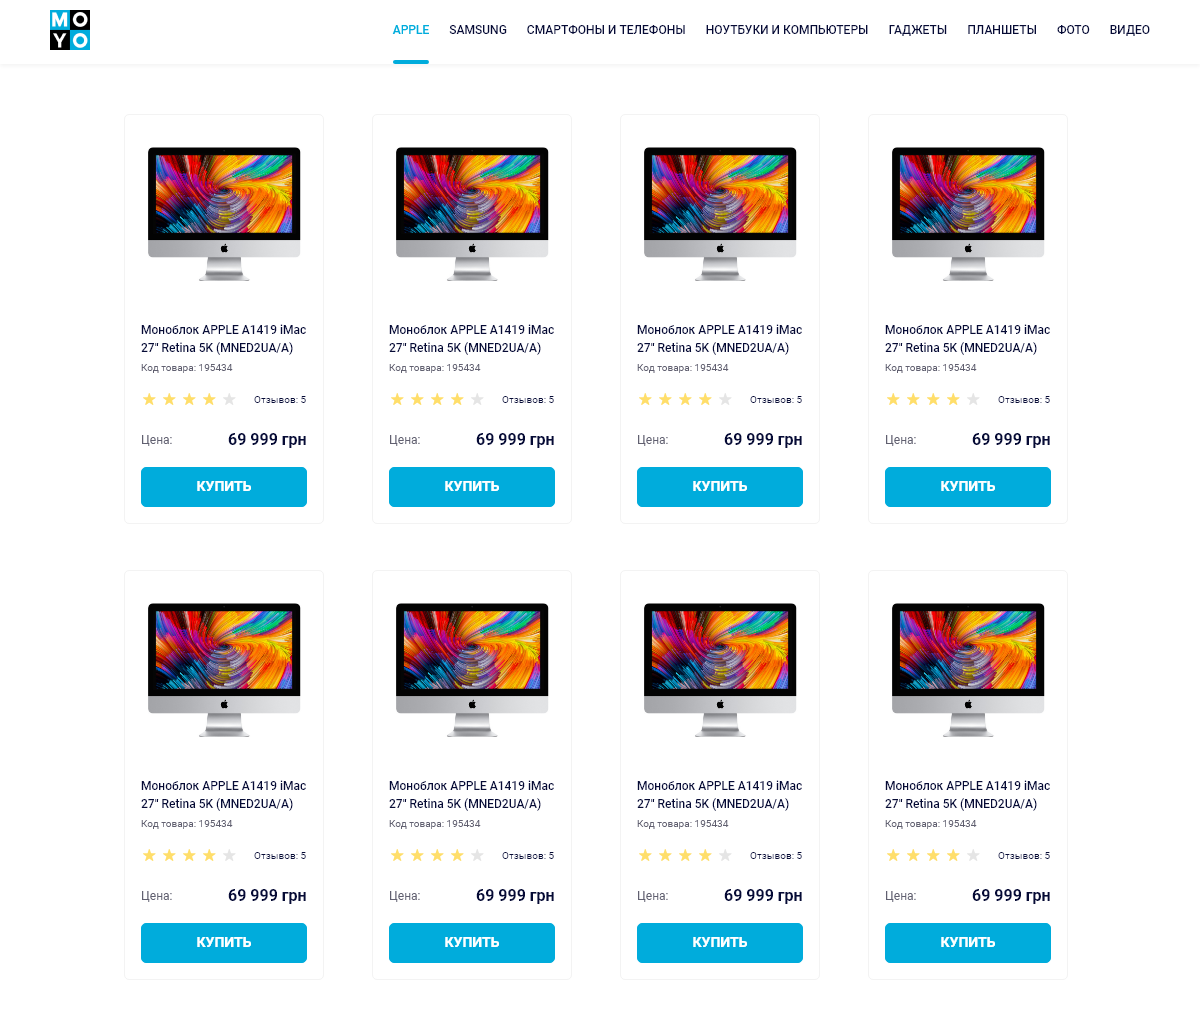 MO
YO
APPLE SAMSUNG СМАРТФОНЫ И ТЕЛЕФОНЫ НОУТБУКИ И КОМПЬЮТЕРЫ ГАДЖЕТЫ ПЛАНШЕТЫ ФОТО ВИДЕО
Моноблок APPLE A1419 iMac
27" Retina 5K (MNED2UA/A)
Код товара: 195434
Отзывов: 5
Цена: 69 999 грн
КУПИТЬ
Моноблок APPLE A1419 iMac
27" Retina 5K (MNED2UA/A)
Код товара: 195434
Отзывов: 5
Цена: 69 999 грн
КУПИТЬ
Моноблок APPLE A1419 iMac
27" Retina 5K (MNED2UA/A)
Код товара: 195434
Отзывов: 5
Цена: 69 999 грн
КУПИТЬ
Моноблок APPLE A1419 iMac
27" Retina 5K (MNED2UA/A)
Код товара: 195434
Отзывов: 5
Цена: 69 999 грн
КУПИТЬ
Моноблок APPLE A1419 iMac
27" Retina 5K (MNED2UA/A)
Код товара: 195434
Отзывов: 5
Цена: 69 999 грн
КУПИТЬ
Моноблок APPLE A1419 iMac
27" Retina 5K (MNED2UA/A)
Код товара: 195434
Отзывов: 5
Цена: 69 999 грн
КУПИТЬ
Моноблок APPLE A1419 iMac
27" Retina 5K (MNED2UA/A)
Код товара: 195434
Отзывов: 5
Цена: 69 999 грн
КУПИТЬ
Моноблок APPLE A1419 iMac
27" Retina 5K (MNED2UA/A)
Код товара: 195434
Отзывов: 5
Цена: 69 999 грн
КУПИТЬ